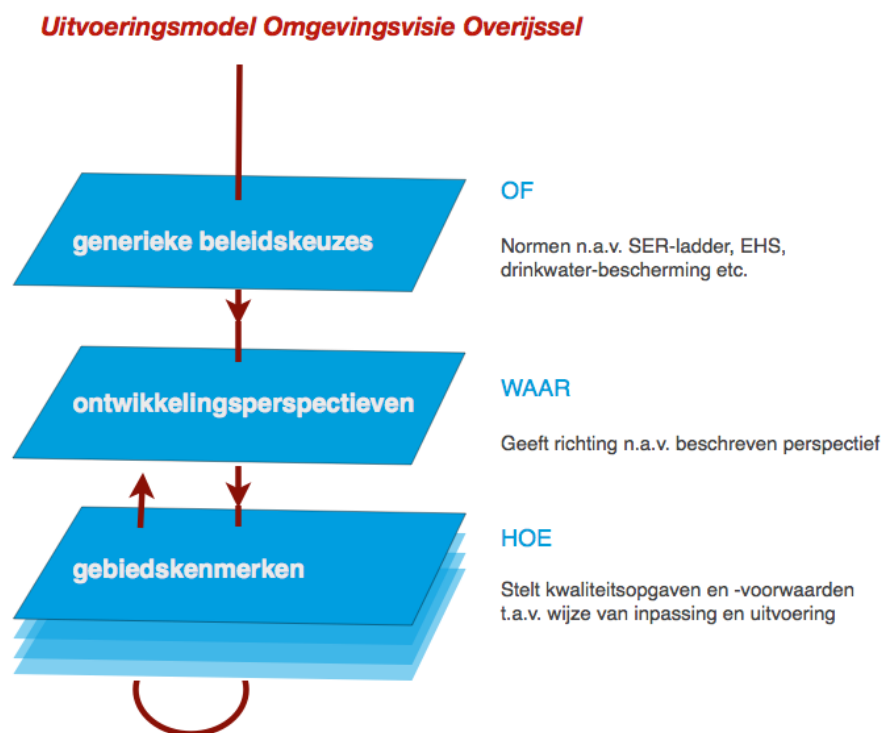 Uitvoeringsmodel Omgevingsvisie Overijssel
generieke beleidskeuzes
OF
Normen n.a.v. SER-ladder, EHS,
drinkwater-bescherming etc.
ontwikkelingsperspectieven
WAAR
Geeft richting n.a.v. beschreven perspectief
gebiedskenmerken
HOE
Stelt kwaliteitsopgaven en -voorwaarden
t.a.v. wijze van inpassing en uitvoering